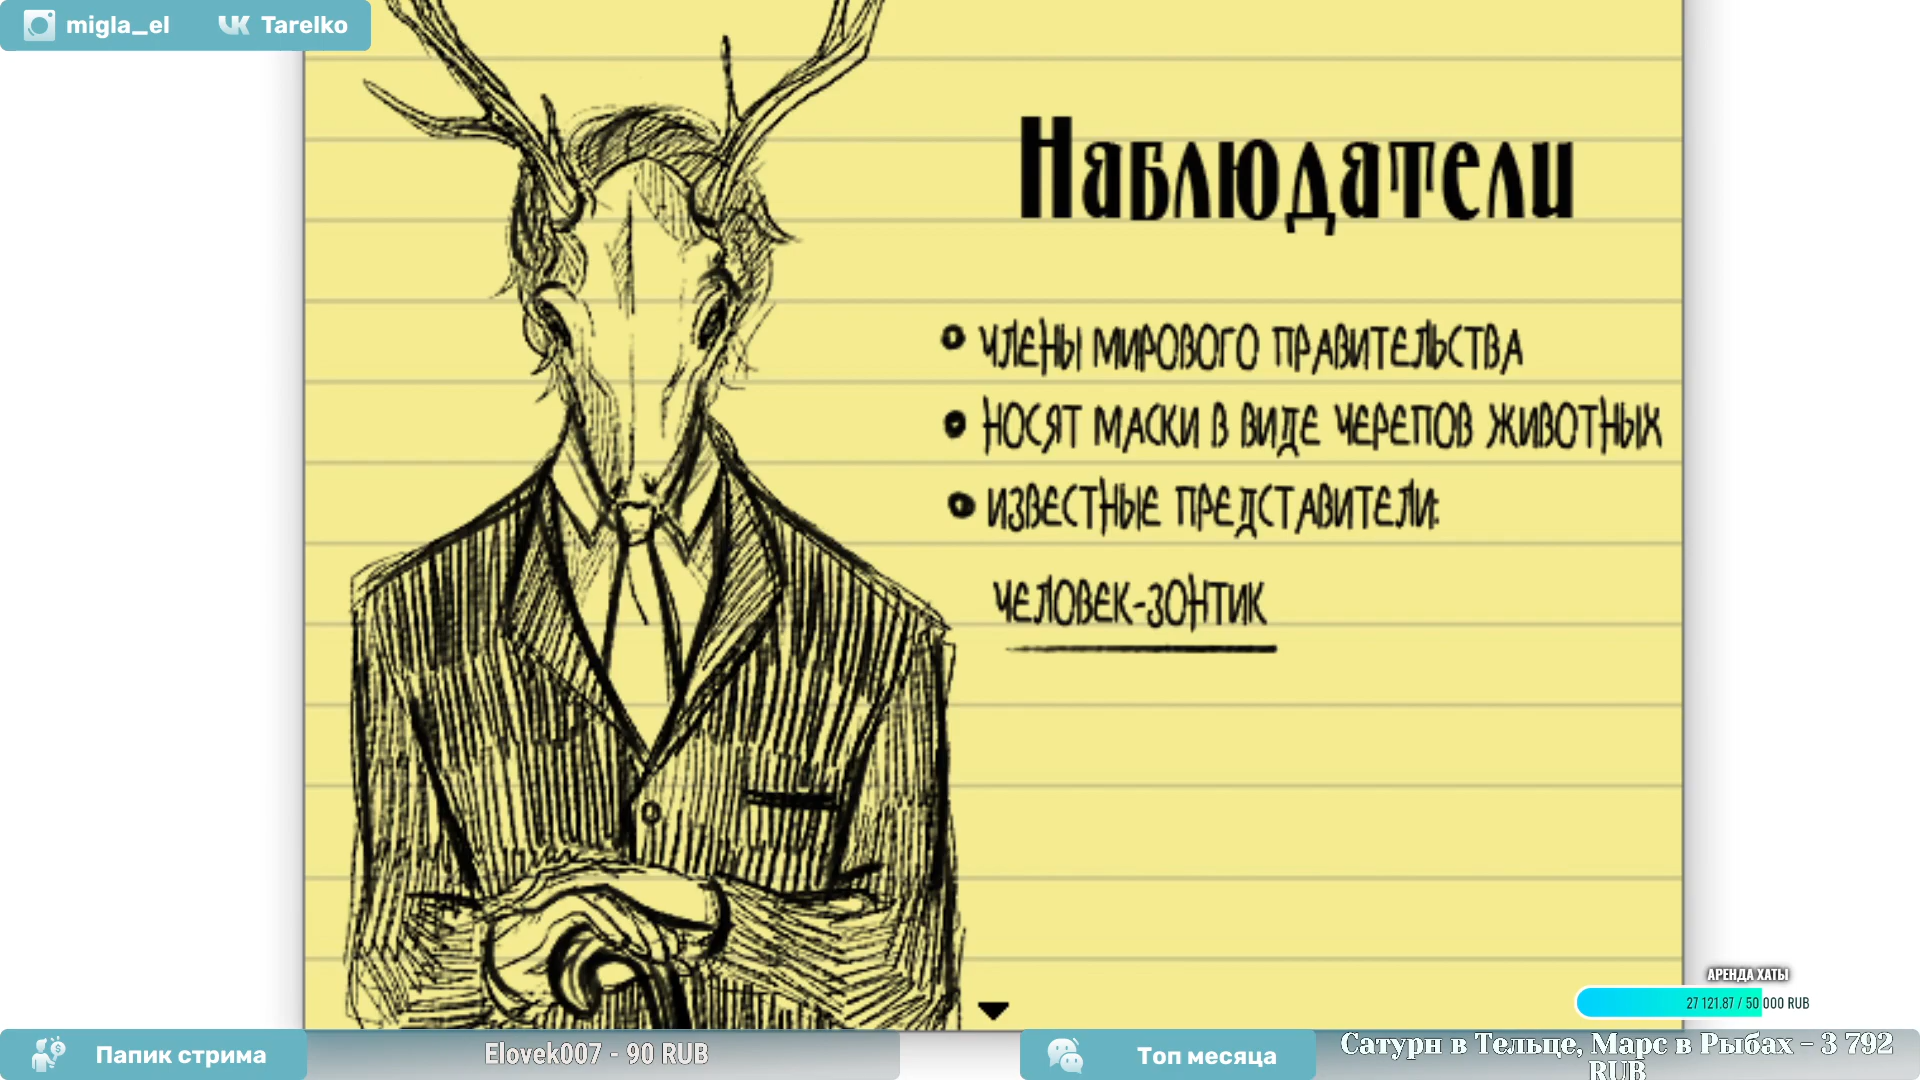 migla_el
VK Tarelko
Наблюдатели
• члены мирового правительства
• носят маски в виде черепов животных
• известные представители:
человек-зонтик
АРЕНДА ХАТЫ
27 121.87 / 50 000 RUB
Папик стрима
Elovek007 - 90 RUB
Топ месяца
Сатурн в Тельце, Марс в Рыбах - 3 792
RUB